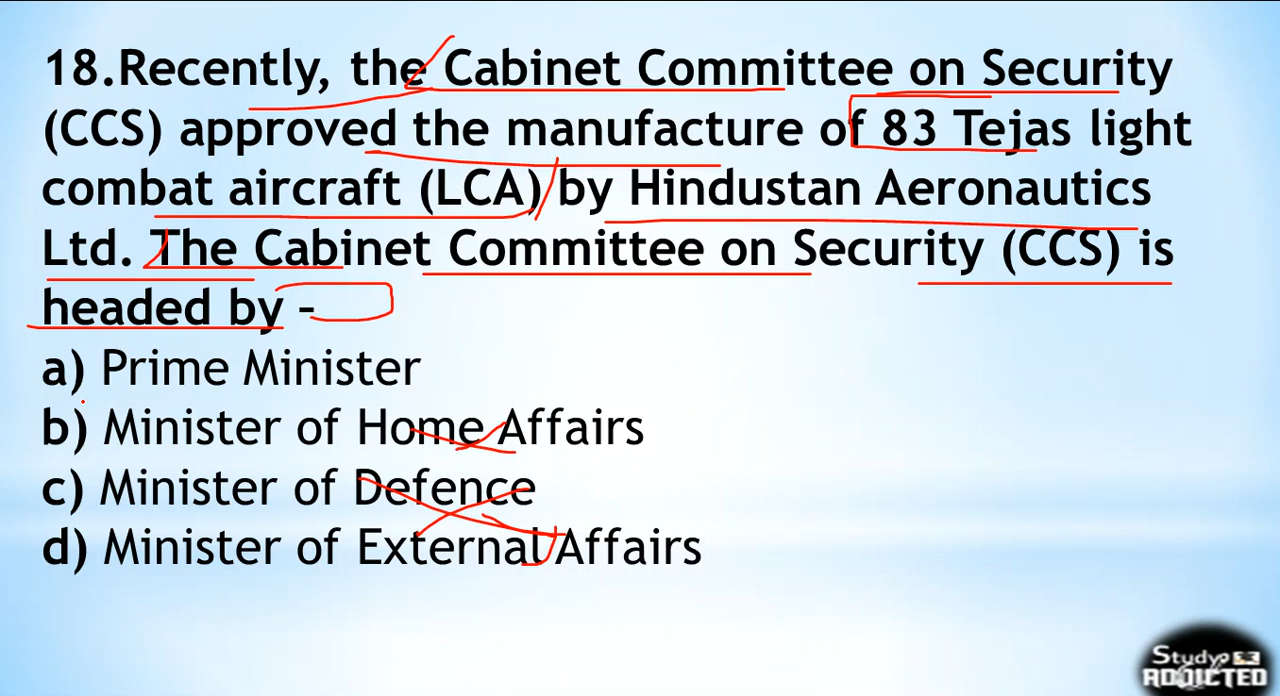 18.Recently, the Cabinet Committee on Security
(CCS) approved the manufacture of 83 Tejas light
combat aircraft (LCA) by Hindustan Aeronautics
Ltd. The Cabinet Committee on Security (CCS) is
headed by –
a) Prime Minister
b) Minister of Home Affairs
c) Minister of Defence
d) Minister of External Affairs
Study
ADDICTED